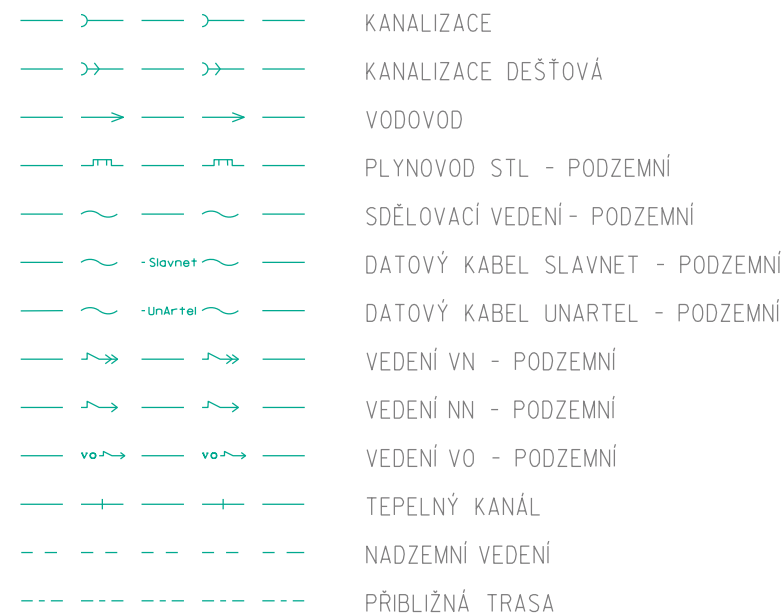 KANALIZACE
KANALIZACE DEŠŤOVÁ
VODOVOD
PLYNOVOD STL - PODZEMNÍ
SDĚLOVACÍ VEDENÍ - PODZEMNÍ
-Slavnet DATOVÝ KABEL SLAVNET - PODZEMNÍ
-UnArtel DATOVÝ KABEL UNARTEL - PODZEMNÍ
VEDENÍ VN - PODZEMNÍ
VEDENÍ NN - PODZEMNÍ
vo vo VEDENÍ VO - PODZEMNÍ
TEPELNÝ KANÁL
NADZEMNÍ VEDENÍ
PŘIBLIŽNÁ TRASA